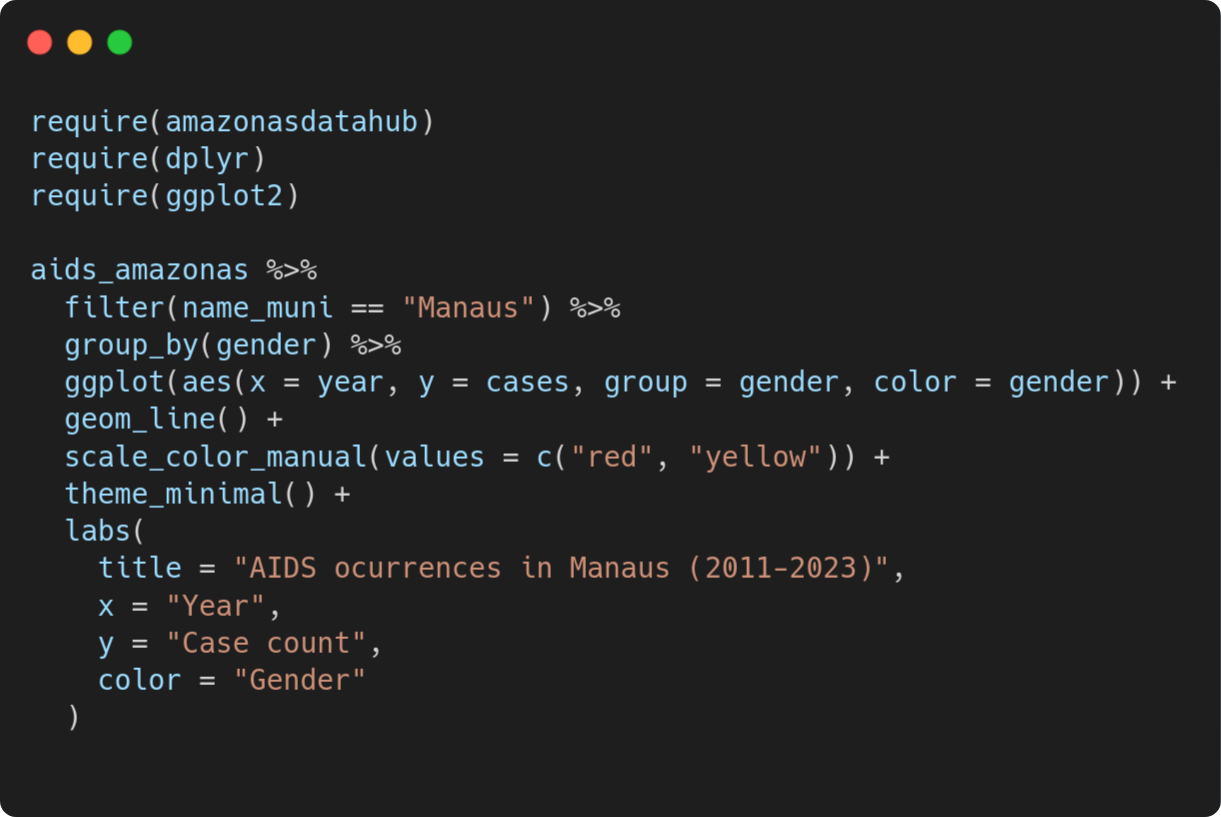 require(amazonasdatahub)
require(dplyr)
require(ggplot2)

aids_amazonas %>%
  filter(name_muni == "Manaus") %>%
  group_by(gender) %>%
  ggplot(aes(x = year, y = cases, group = gender, color = gender)) +
  geom_line() +
  scale_color_manual(values = c("red", "yellow")) +
  theme_minimal() +
  labs(
    title = "AIDS ocurrences in Manaus (2011-2023)",
    x = "Year",
    y = "Case count",
    color = "Gender"
  )